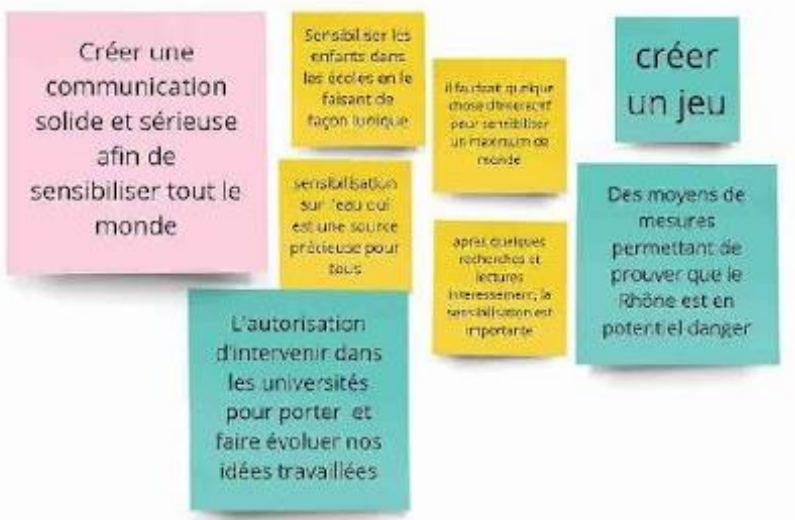 Créer une
communication
solide et sérieuse
afin de
sensibiliser tout le
monde
Sensibiliser les
enfants dans
les écoles en le
faisant de
façon lunique
il faudrait quelque
chose d'interactif
pour sensibiliser
un maximum de
monde
créer
un jeu
sensibilisation
sur l'eau qui
est une source
précieuse pour
tous
après quelques
recherches et
lectures
interessement, la
sensibilisation est
importante
Des moyens de
mesures
permettant de
prouver que le
Rhône est en
potentiel danger
L'autorisation
d'intervenir dans
les universités
pour porter et
faire évoluer nos
idées travaillées